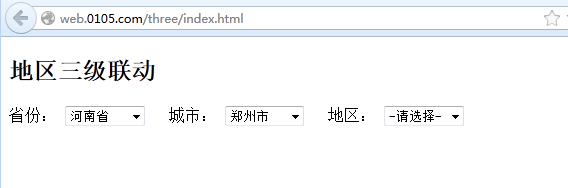 web.0105.com/three/index.html
地区三级联动
省份： 河南省 城市： 郑州市 地区： -请选择-